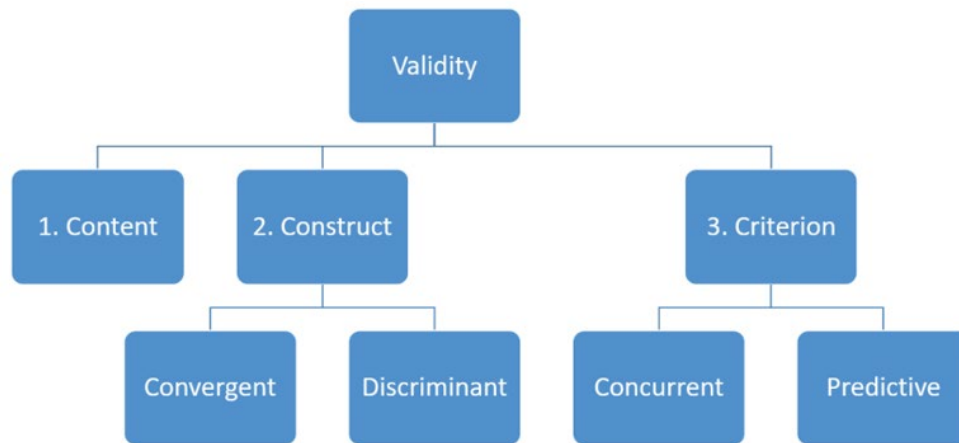 Validity
1. Content
2. Construct
3. Criterion
Convergent
Discriminant
Concurrent
Predictive